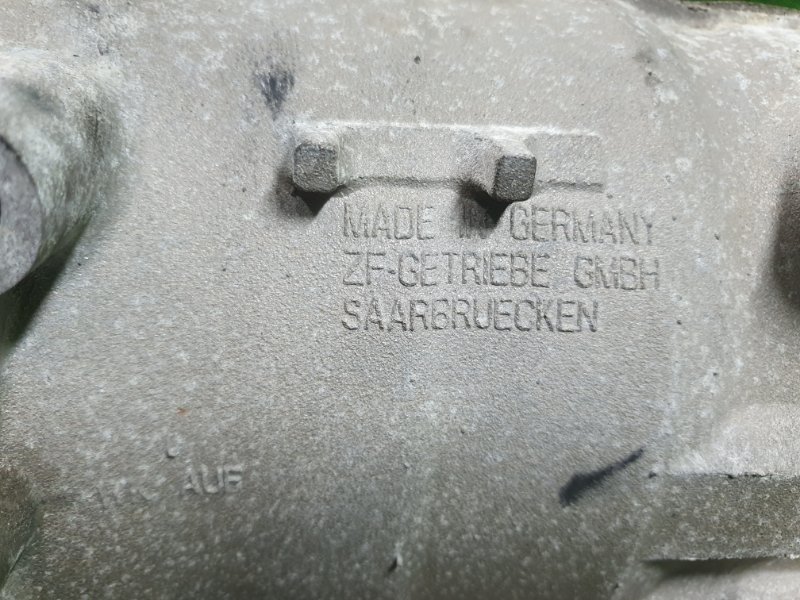 MADE IN GERMANY
ZF-GETRIEBE GMBH
SAARBRUECKEN
AUF